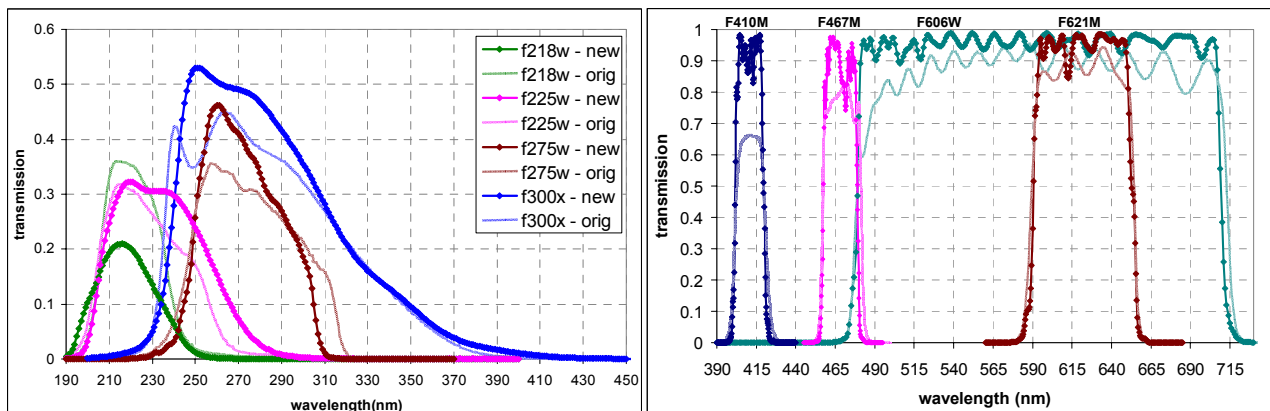 0.6
0.5
0.4
0.3
0.2
0.1
0
transmission
190 210 230 250 270 290 310 330 350 370 390 410 430 450
wavelength(nm)
f218w - new
f218w - orig
f225w - new
f225w - orig
f275w - new
f275w - orig
f300x - new
f300x - orig
F410M F467M F606W F621M
1
0.9
0.8
0.7
0.6
0.5
0.4
0.3
0.2
0.1
0
transmission
390 415 440 465 490 515 540 565 590 615 640 665 690 715
wavelength (nm)